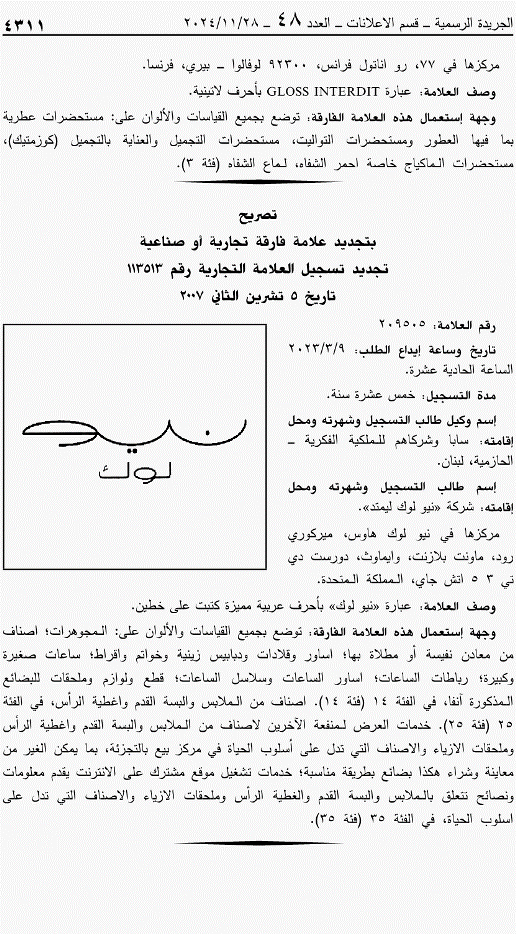 الجريدة الرسمية ــ قسم الاعلانات ــ العدد ٤٨ ــ ٢٠٢٤/١١/٢٨
٤٣١١
مركزها في ٧٧، رو اناتول فرانس، ٩٢٣٠٠ لوفالوا ــ بيري، فرنسا.
وصف العلامة: عبارة GLOSS INTERDIT بأحرف لاتينية.
وجهة إستعمال هذه العلامة الفارقة: توضع بجميع القياسات والألوان على: مستحضرات عطرية
بما فيها العطور ومستحضرات التواليت، مستحضرات التجميل والعناية بالتجميل (كوزمتيك)،
مستحضرات الماكياج خاصة احمر الشفاه، لماع الشفاه (فئة ٣).
تصريح
بتجديد علامة فارقة تجارية أو صناعية
تجديد تسجيل العلامة التجارية رقم ١١٣٥١٣
تاريخ ٥ تشرين الثاني ٢٠٠٧
رقم العلامة: ٢٠٩٥٠٥
تاريخ وساعة إيداع الطلب: ٢٠٢٣/٣/٩
الساعة الحادية عشرة.
مدة التسجيل: خمس عشرة سنة.
إسم وكيل طالب التسجيل وشهرته ومحل
إقامته: سابا وشركاهم للملكية الفكرية ــ
الحازمية، لبنان.
إسم طالب التسجيل وشهرته ومحل
إقامته: شركة «نيو لوك ليمتد».
مركزها في نيو لوك هاوس، ميركوري
رود، ماونت بلازنت، وايماوث، دورست دي
تي ٣ ٥ اتش جاي، المملكة المتحدة.
نيو
لوك
وصف العلامة: عبارة «نيو لوك» بأحرف عربية مميزة كتبت على خطين.
وجهة إستعمال هذه العلامة الفارقة: توضع بجميع القياسات والألوان على: المجوهرات؛ اصناف
من معادن نفيسة أو مطلاة بها؛ اساور وقلادات ودبابيس زينية وخواتم واقراط؛ ساعات صغيرة
وكبيرة؛ رباطات الساعات؛ اساور الساعات وسلاسل الساعات؛ قطع ولوازم وملحقات للبضائع
المذكورة آنفا، في الفئة ١٤ (فئة ١٤). اصناف من الملابس والبسة القدم واغطية الرأس، في الفئة
٢٥ (فئة ٢٥). خدمات العرض لمنفعة الآخرين لاصناف من الملابس والبسة القدم واغطية الرأس
وملحقات الازياء والاصناف التي تدل على أسلوب الحياة في مركز بيع بالتجزئة، بما يمكن الغير من
معاينة وشراء هكذا بضائع بطريقة مناسبة؛ خدمات تشغيل موقع مشترك على الانترنت يقدم معلومات
ونصائح تتعلق بالملابس والبسة القدم والغطية الرأس وملحقات الازياء والاصناف التي تدل على
اسلوب الحياة، في الفئة ٣٥ (فئة ٣٥).